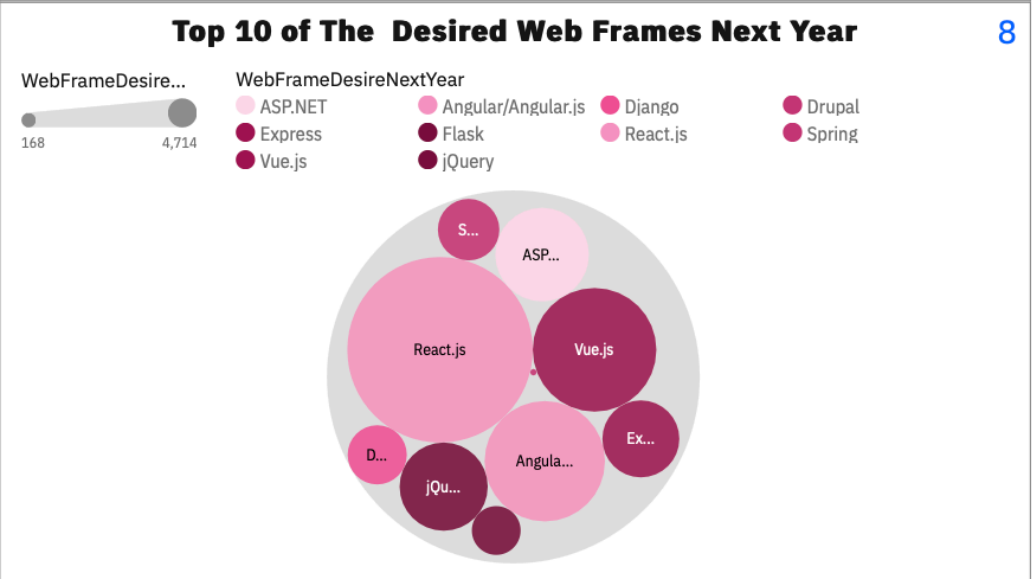 Top 10 of The Desired Web Frames Next Year
8
WebFrameDesire...
168 4,714
WebFrameDesireNextYear
ASP.NET Angular/Angular.js Django Drupal
Express Flask React.js Spring
Vue.js jQuery
S...
ASP...
React.js
Vue.js
Ex...
D...
Angula...
jQu...